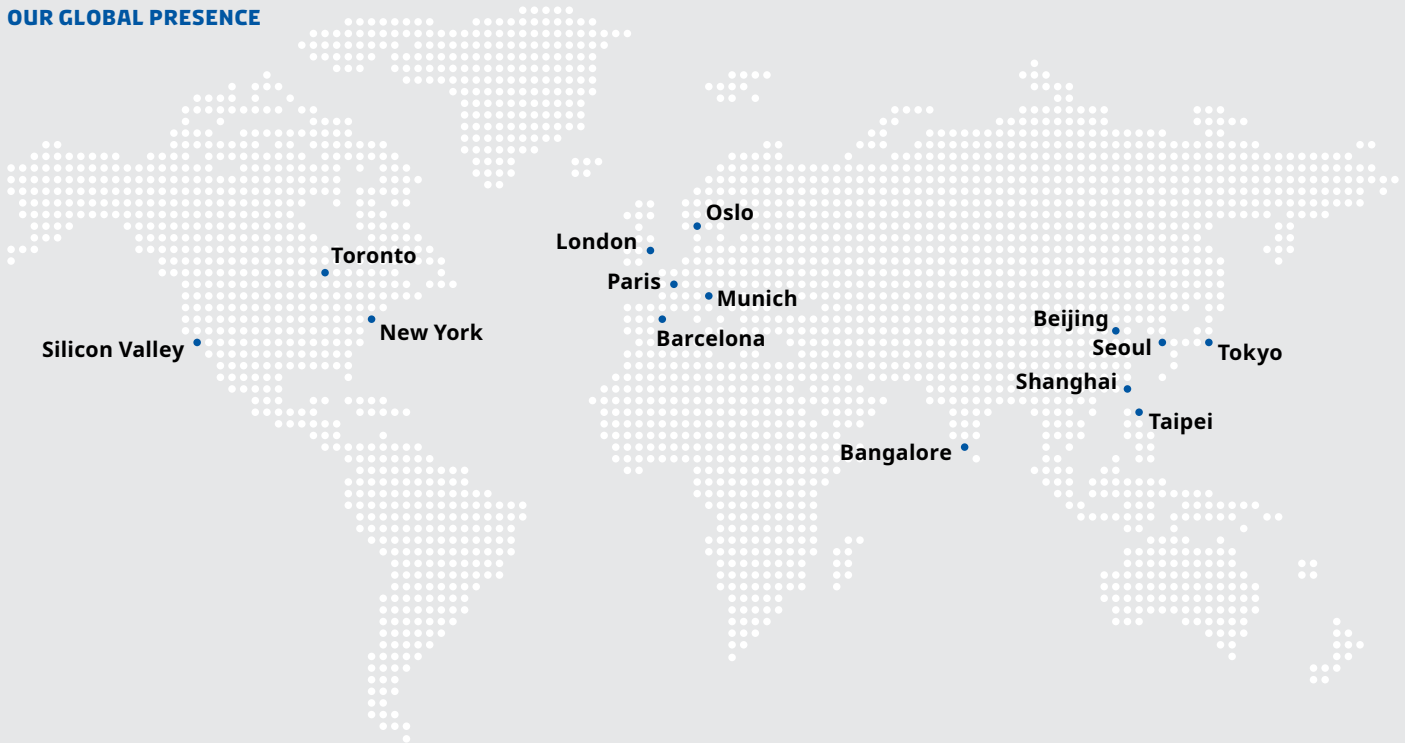 OUR GLOBAL PRESENCE
Oslo
London
Toronto
Paris
Munich
New York
Barcelona
Silicon Valley
Beijing
Seoul
Tokyo
Shanghai
Taipei
Bangalore